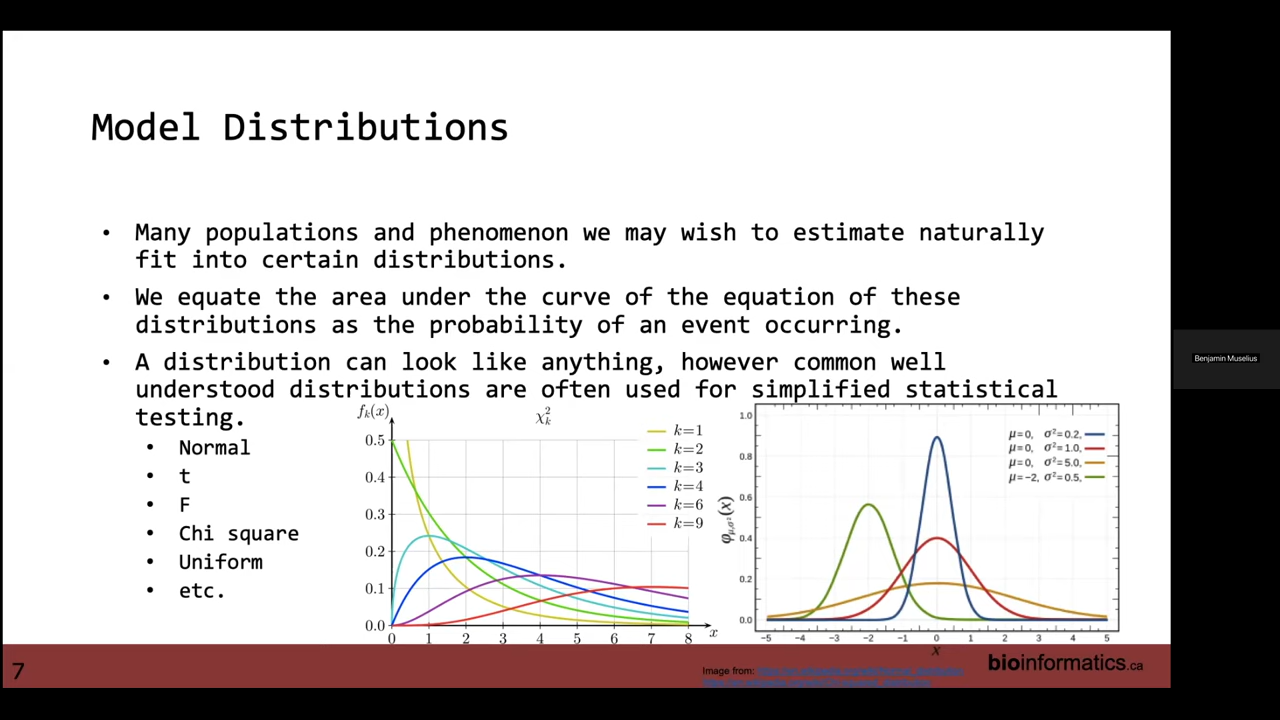 Model Distributions
• Many populations and phenomenon we may wish to estimate naturally
fit into certain distributions.
• We equate the area under the curve of the equation of these
distributions as the probability of an event occurring.
• A distribution can look like anything, however common well
understood distributions are often used for simplified statistical
testing.
• Normal
• t
• F
• Chi square
• Uniform
• etc.
fₖ(x)
χ²ₖ
k=1
k=2
k=3
k=4
k=6
k=9
0.5
0.4
0.3
0.2
0.1
0.0
0 1 2 3 4 5 6 7 8 x
μ=0, σ²=0.2,
μ=0, σ²=1.0,
μ=0, σ²=5.0,
μ=−2, σ²=0.5,
φμ,σ²(x)
1.0
0.8
0.6
0.4
0.2
0.0
−5 −4 −3 −2 −1 0 1 2 3 4 5
x
7
Image from:
bioinformatics.ca
Benjamin Muselius